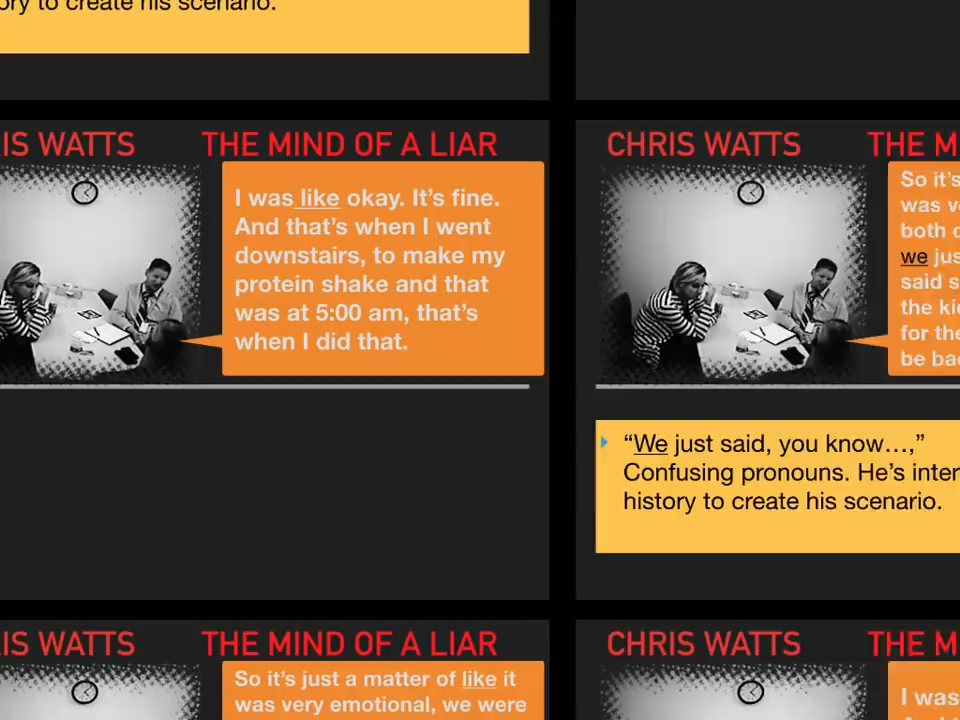 ory to create his scenario.
IS WATTS THE MIND OF A LIAR
I was like okay. It's fine.
And that's when I went
downstairs, to make my
protein shake and that
was at 5:00 am, that's
when I did that.
CHRIS WATTS THE M
So it's
was v
both
we jus
said s
the ki
for the
be ba
“We just said, you know…,”
Confusing pronouns. He's inter
history to create his scenario.
IS WATTS THE MIND OF A LIAR
So it's just a matter of like it
was very emotional, we were
CHRIS WATTS THE M
I was